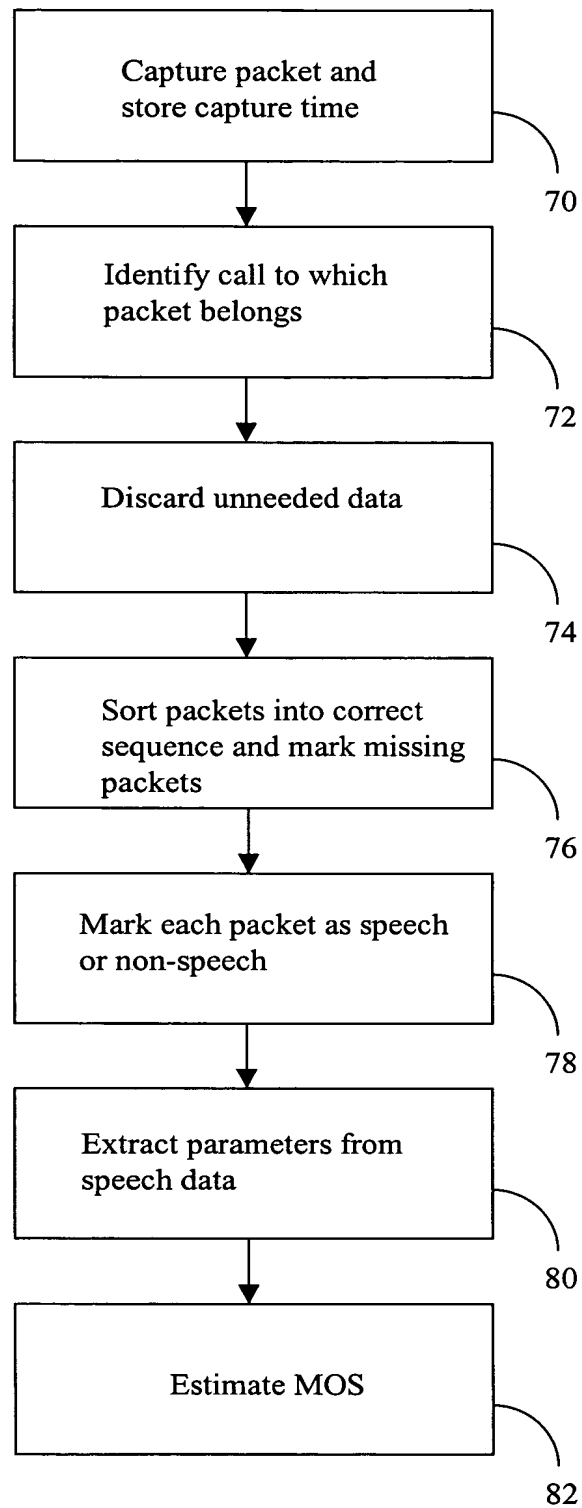 Capture packet and
store capture time
70
Identify call to which
packet belongs
72
Discard unneeded data
74
Sort packets into correct
sequence and mark missing
packets
76
Mark each packet as speech
or non-speech
78
Extract parameters from
speech data
80
Estimate MOS
82